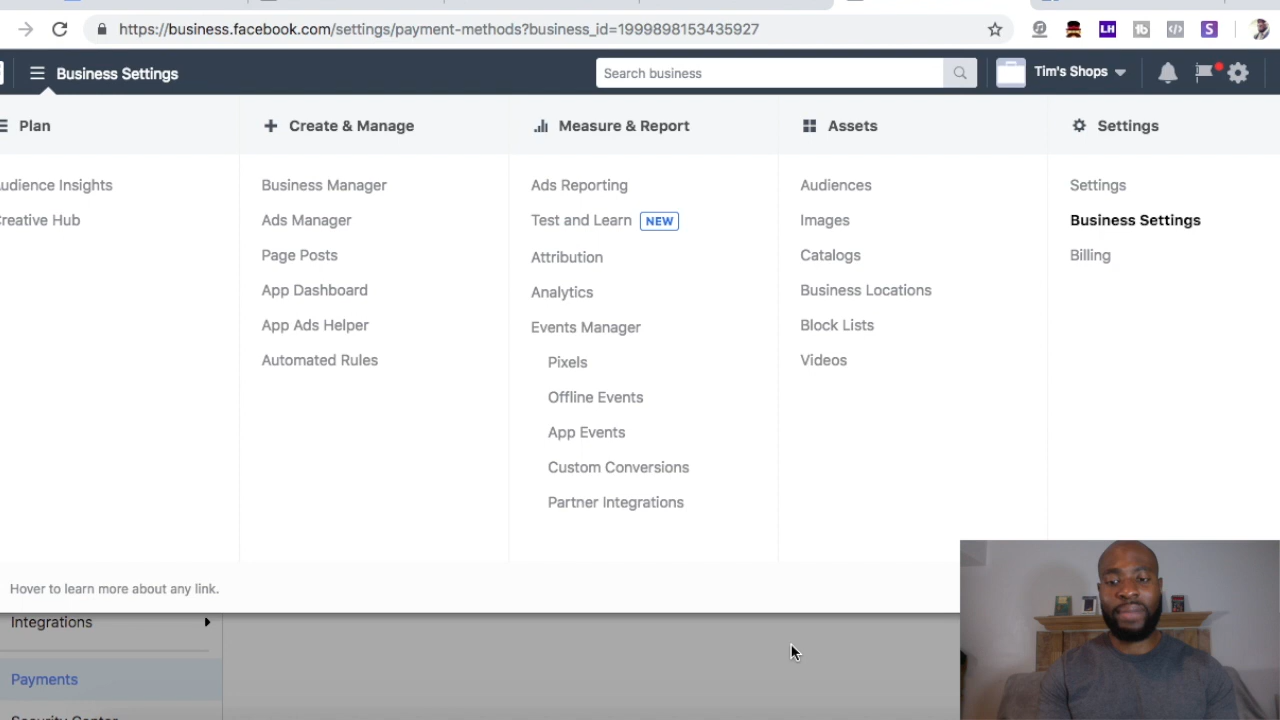 https://business.facebook.com/settings/payment-methods?business_id=1999898153435927
LH
tb
</>
S
Business Settings
Search business
Tim's Shops
Plan
Audience Insights
Creative Hub
Create & Manage
Business Manager
Ads Manager
Page Posts
App Dashboard
App Ads Helper
Automated Rules
Measure & Report
Ads Reporting
Test and Learn NEW
Attribution
Analytics
Events Manager
Pixels
Offline Events
App Events
Custom Conversions
Partner Integrations
Assets
Audiences
Images
Catalogs
Business Locations
Block Lists
Videos
Settings
Settings
Business Settings
Billing
Hover to learn more about any link.
Integrations
Payments
Security Center